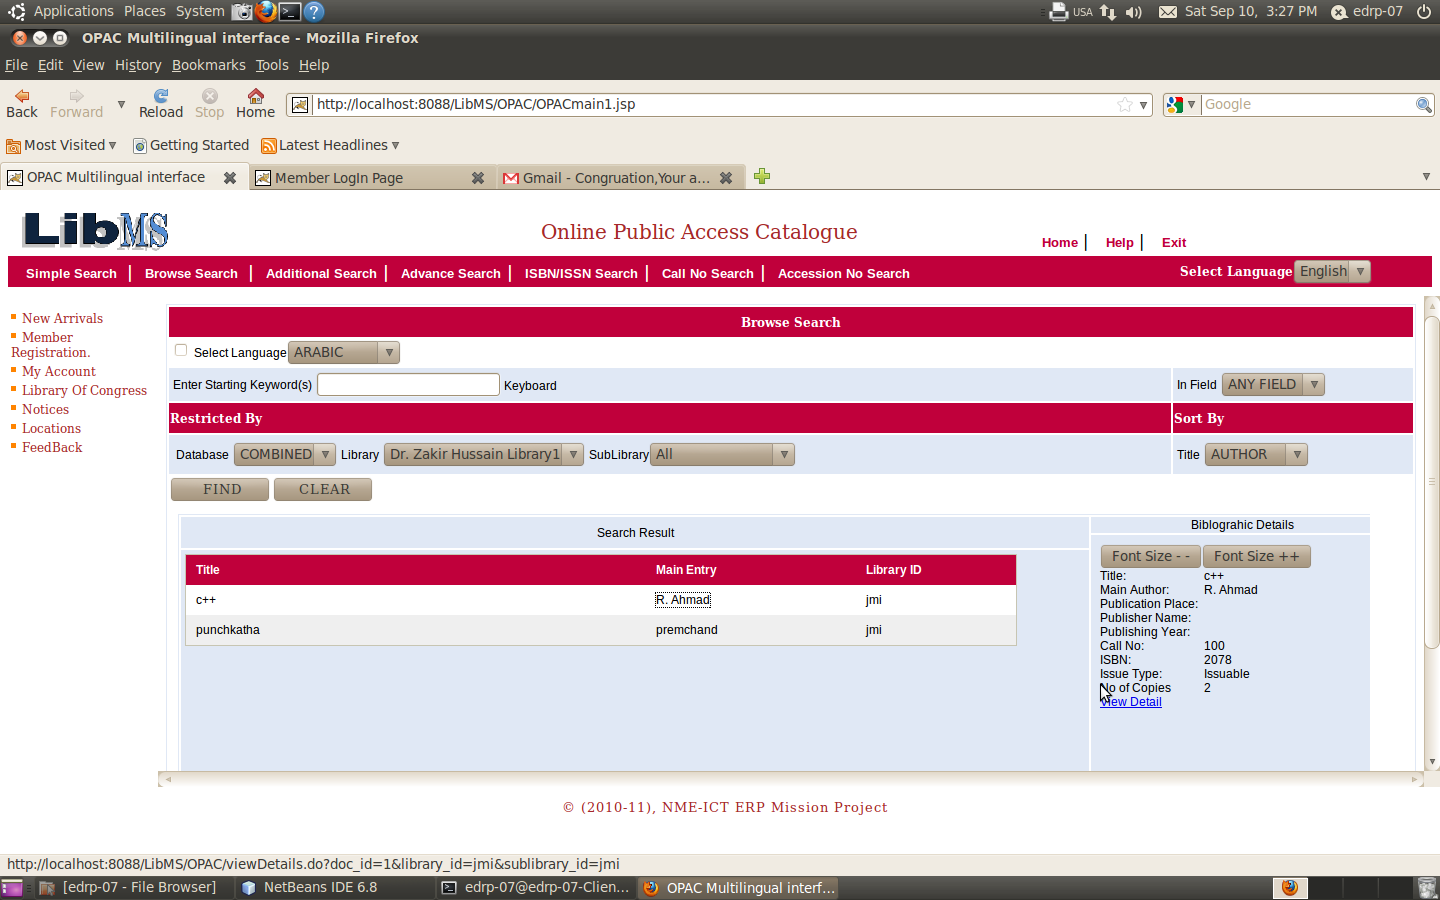 Applications Places System USA Sat Sep 10, 3:27 PM edrp-07
OPAC Multilingual interface - Mozilla Firefox
File Edit View History Bookmarks Tools Help
Back Forward Reload Stop Home http://localhost:8088/LibMS/OPAC/OPACmain1.jsp Google
Most Visited Getting Started Latest Headlines
OPAC Multilingual interface Member LogIn Page Gmail - Congruation,Your a...
LibMS Online Public Access Catalogue
Home Help Exit
Simple Search Browse Search Additional Search Advance Search ISBN/ISSN Search Call No Search Accession No Search Select Language English
New Arrivals
Member
Registration.
My Account
Library Of Congress
Notices
Locations
FeedBack
Browse Search
Select Language ARABIC
Enter Starting Keyword(s) Keyboard In Field ANY FIELD
Restricted By Sort By
Database COMBINED Library Dr. Zakir Hussain Library1 SubLibrary All Title AUTHOR
FIND CLEAR
Search Result
Title Main Entry Library ID
c++ R. Ahmad jmi
punchkatha premchand jmi
Biblograhic Details
Font Size - - Font Size ++
Title: c++
Main Author: R. Ahmad
Publication Place:
Publisher Name:
Publishing Year:
Call No: 100
ISBN: 2078
Issue Type: Issuable
No of Copies 2
View Detail
© (2010-11), NME-ICT ERP Mission Project
http://localhost:8088/LibMS/OPAC/viewDetails.do?doc_id=1&library_id=jmi&sublibrary_id=jmi
[edrp-07 - File Browser] NetBeans IDE 6.8 edrp-07@edrp-07-Clien... OPAC Multilingual interf...